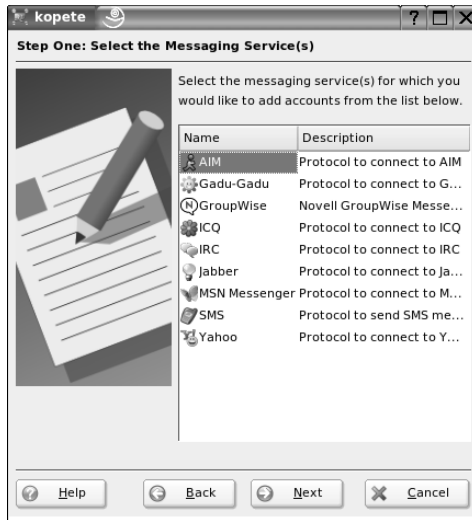 kopete
Step One: Select the Messaging Service(s)
Select the messaging service(s) for which you
would like to add accounts from the list below.
Name Description
AIM Protocol to connect to AIM
Gadu-Gadu Protocol to connect to G...
GroupWise Novell GroupWise Messe...
ICQ Protocol to connect to ICQ
IRC Protocol to connect to IRC
Jabber Protocol to connect to Ja...
MSN Messenger Protocol to connect to M...
SMS Protocol to send SMS me...
Yahoo Protocol to connect to Y...
Help Back Next Cancel